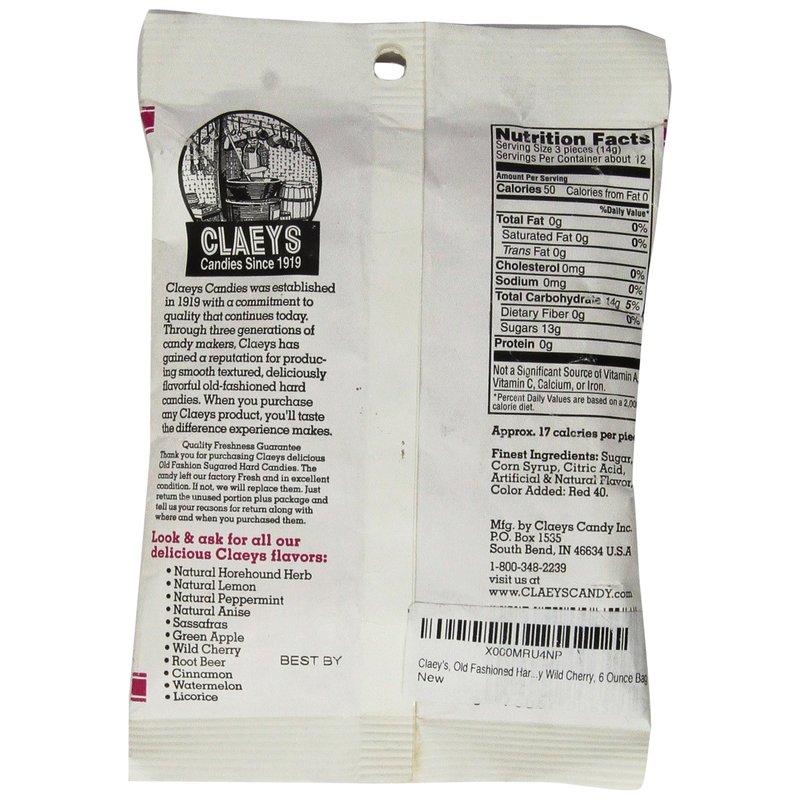 CLAEYS
Candies Since 1919
Claeys Candies was established
in 1919 with a commitment to
quality that continues today.
Through three generations of
candy makers, Claeys has
gained a reputation for produc-
ing smooth textured, deliciously
flavorful old-fashioned hard
candies. When you purchase
any Claeys product, you'll taste
the difference experience makes.
Quality Freshness Guarantee
Thank you for purchasing Claeys delicious
Old Fashion Sugared Hard Candies. The
candy left our factory Fresh and in excellent
condition. If not, we will replace them. Just
return the unused portion plus package and
tell us your reasons for return along with
where and when you purchased them.
Look & ask for all our
delicious Claeys flavors:
• Natural Horehound Herb
• Natural Lemon
• Natural Peppermint
• Natural Anise
• Sassafras
• Green Apple
• Wild Cherry
• Root Beer
• Cinnamon
• Watermelon
• Licorice
BEST BY
Nutrition Facts
Serving Size 3 pieces (14g)
Servings Per Container about 12
Amount Per Serving
Calories 50 Calories from Fat 0
%Daily Value*
Total Fat 0g 0%
Saturated Fat 0g 0%
Trans Fat 0g
Cholesterol 0mg 0%
Sodium 0mg 0%
Total Carbohydrate 14g 5%
Dietary Fiber 0g 0%
Sugars 13g
Protein 0g
Not a Significant Source of Vitamin A,
Vitamin C, Calcium, or Iron.
*Percent Daily Values are based on a 2,00
calorie diet.
Approx. 17 calories per pie
Finest Ingredients: Sugar,
Corn Syrup, Citric Acid,
Artificial & Natural Flavor,
Color Added: Red 40.
Mfg. by Claeys Candy Inc.
P.O. Box 1535
South Bend, IN 46634 U.S.A
1-800-348-2239
visit us at
www.CLAEYSCANDY.com
X000MRU4NP
Claey's, Old Fashioned Har...y Wild Cherry, 6 Ounce Bag
New